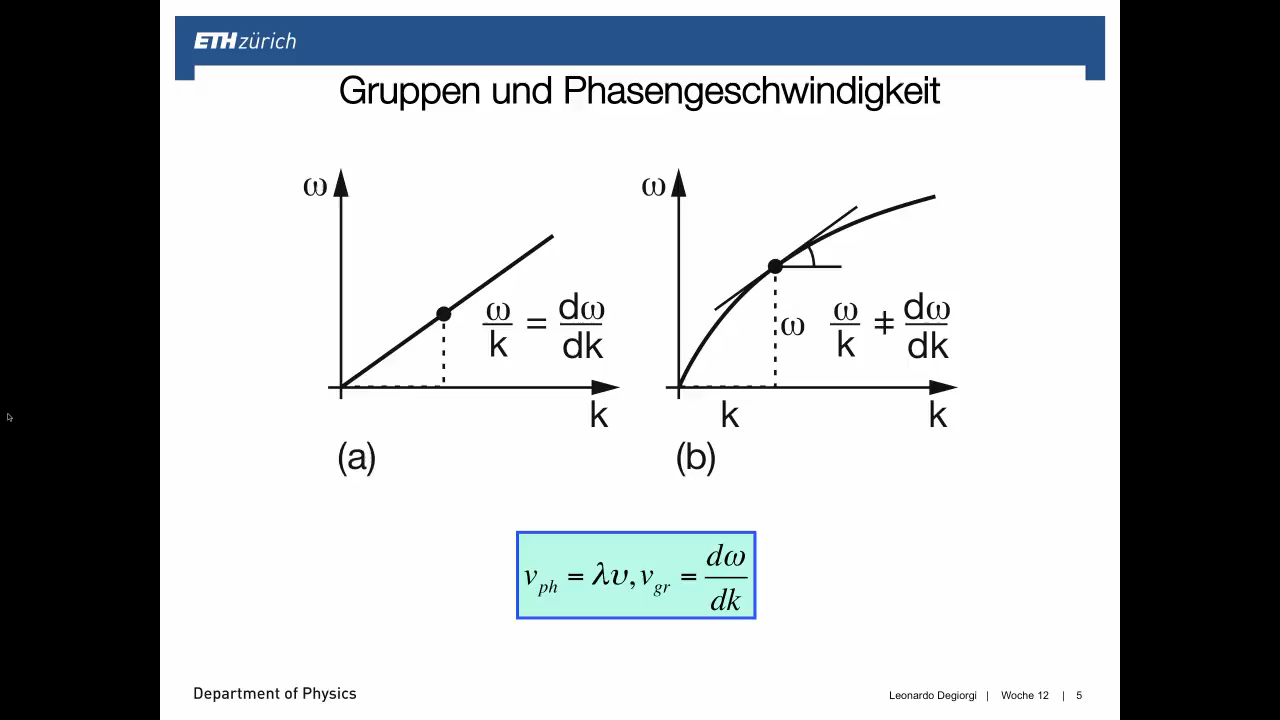 ETH zürich
Gruppen und Phasengeschwindigkeit
ω
ω/k = dω/dk
k
(a)
ω
ω
ω/k ≠ dω/dk
k
k
(b)
v_ph = λυ, v_gr = dω/dk
Department of Physics
Leonardo Degiorgi | Woche 12 | 5